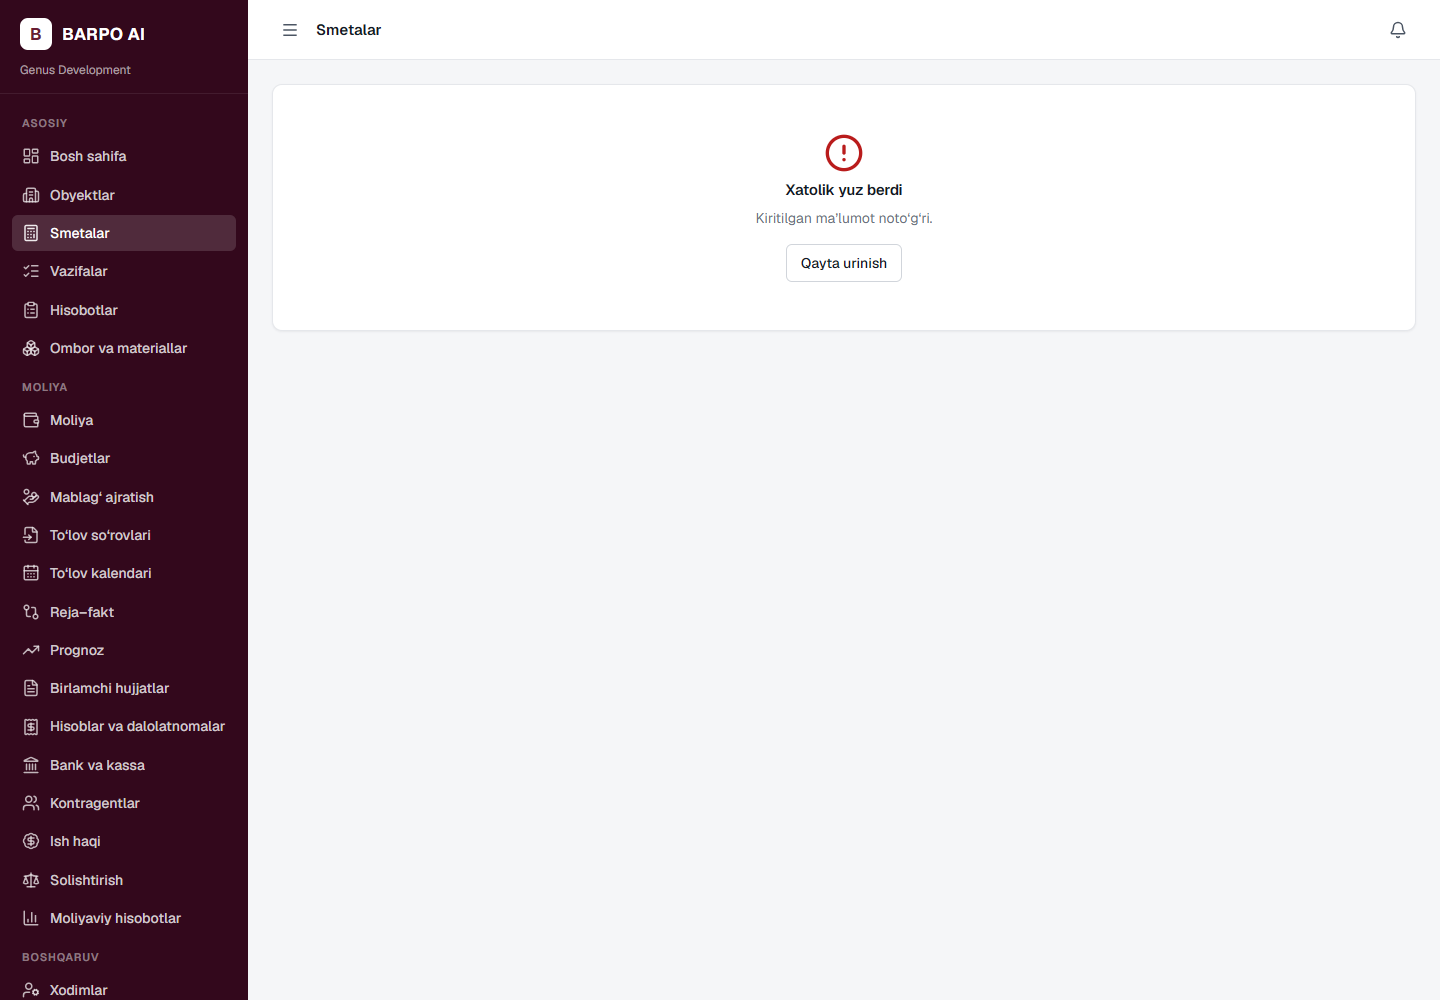 B BARPO AI
Genus Development
ASOSIY
Bosh sahifa
Obyektlar
Smetalar
Vazifalar
Hisobotlar
Ombor va materiallar
MOLIYA
Moliya
Budjetlar
Mablag‘ ajratish
To‘lov so‘rovlari
To‘lov kalendari
Reja–fakt
Prognoz
Birlamchi hujjatlar
Hisoblar va dalolatnomalar
Bank va kassa
Kontragentlar
Ish haqi
Solishtirish
Moliyaviy hisobotlar
BOSHQARUV
Xodimlar
Smetalar
Xatolik yuz berdi
Kiritilgan ma’lumot noto‘g‘ri.
Qayta urinish